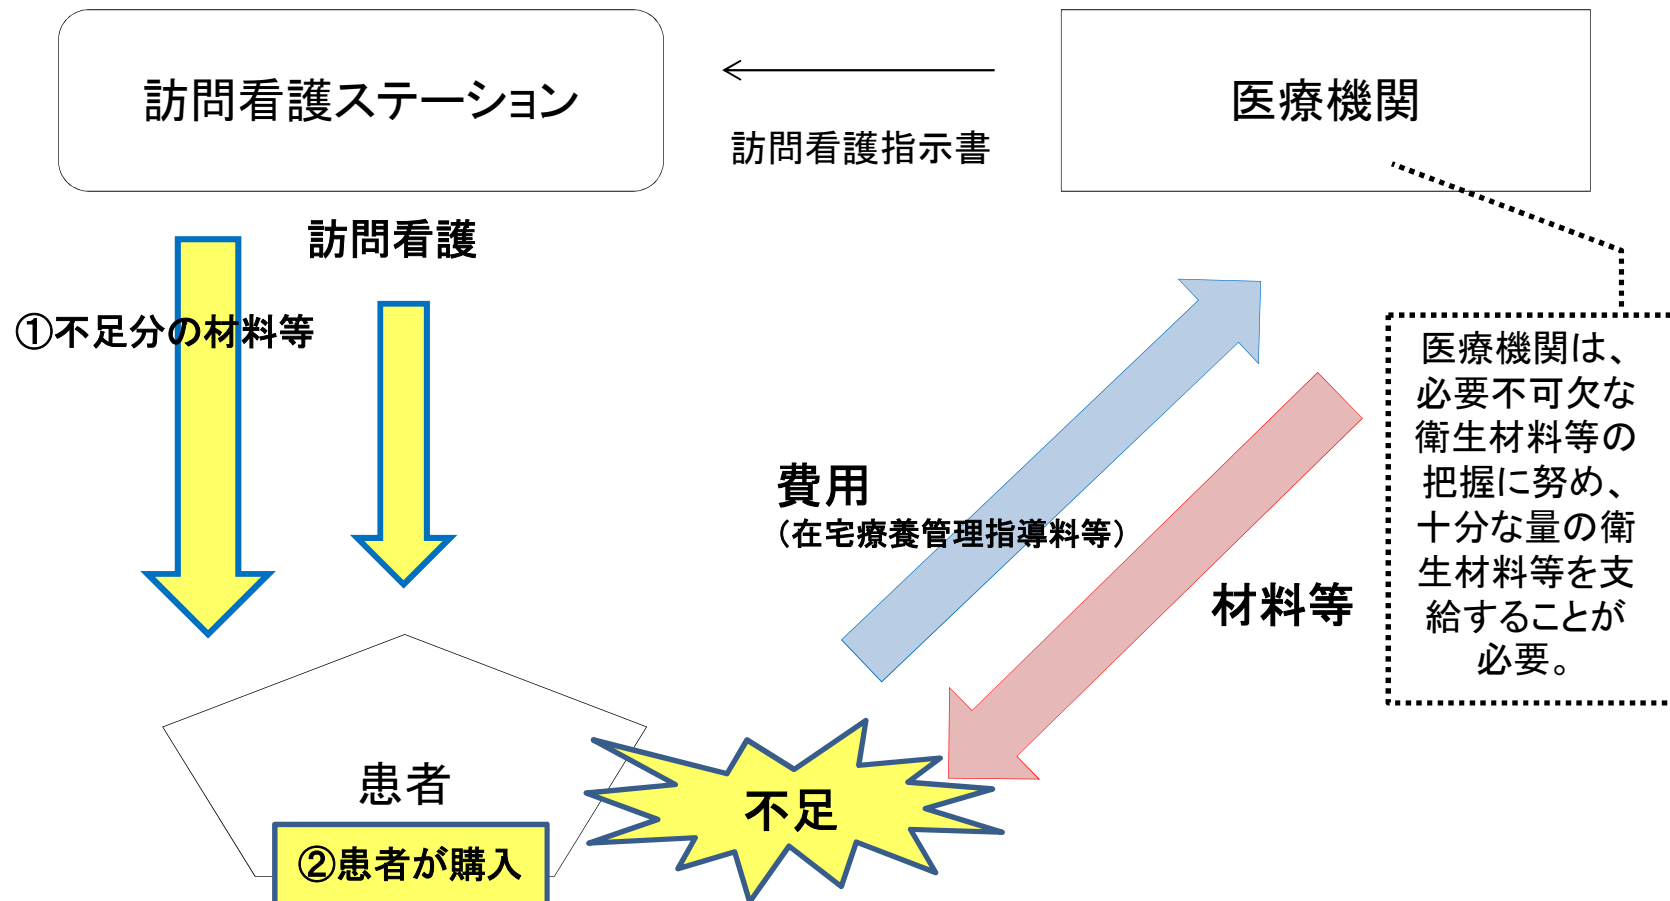 訪問看護ステーション
医療機関
訪問看護指示書
訪問看護
①不足分の材料等
医療機関は、
必要不可欠な
衛生材料等の
把握に努め、
十分な量の衛
生材料等を支
給することが
必要。
費用
（在宅療養管理指導料等）
材料等
患者
不足
②患者が購入